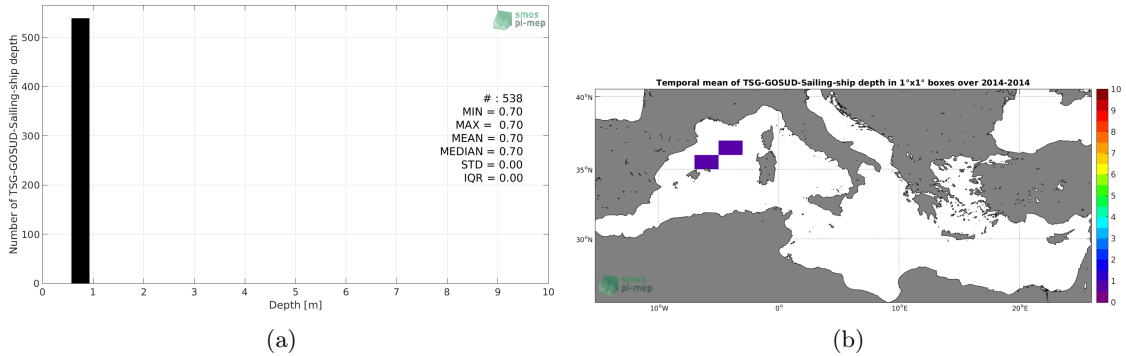 smos
pi-mep
Number of TSG-GOSUD-Sailing-ship depth
500
400
300
200
100
0
# : 538
MIN = 0.70
MAX = 0.70
MEAN = 0.70
MEDIAN = 0.70
STD = 0.00
IQR = 0.00
0 1 2 3 4 5 6 7 8 9 10
Depth [m]
(a)
Temporal mean of TSG-GOSUD-Sailing-ship depth in 1°x1° boxes over 2014-2014
40°N
35°N
30°N
10°W 0° 10°E 20°E
smos
pi-mep
10
9
8
7
6
5
4
3
2
1
0
(b)